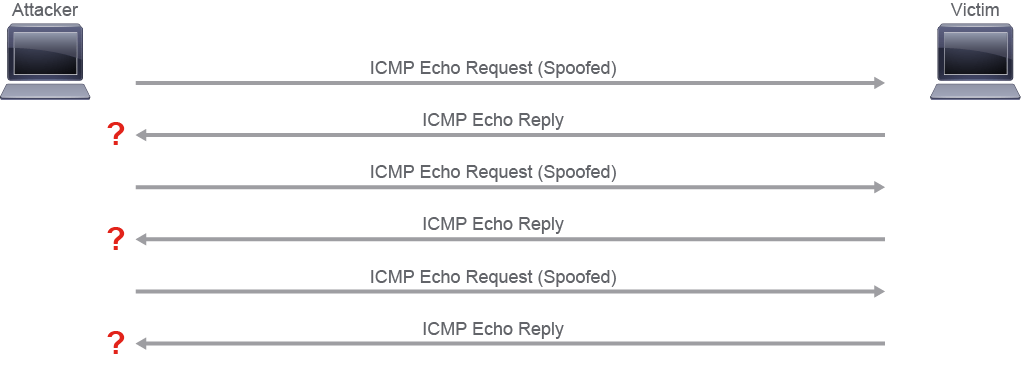 Attacker
Victim
ICMP Echo Request (Spoofed)
ICMP Echo Reply
?
ICMP Echo Request (Spoofed)
ICMP Echo Reply
?
ICMP Echo Request (Spoofed)
ICMP Echo Reply
?